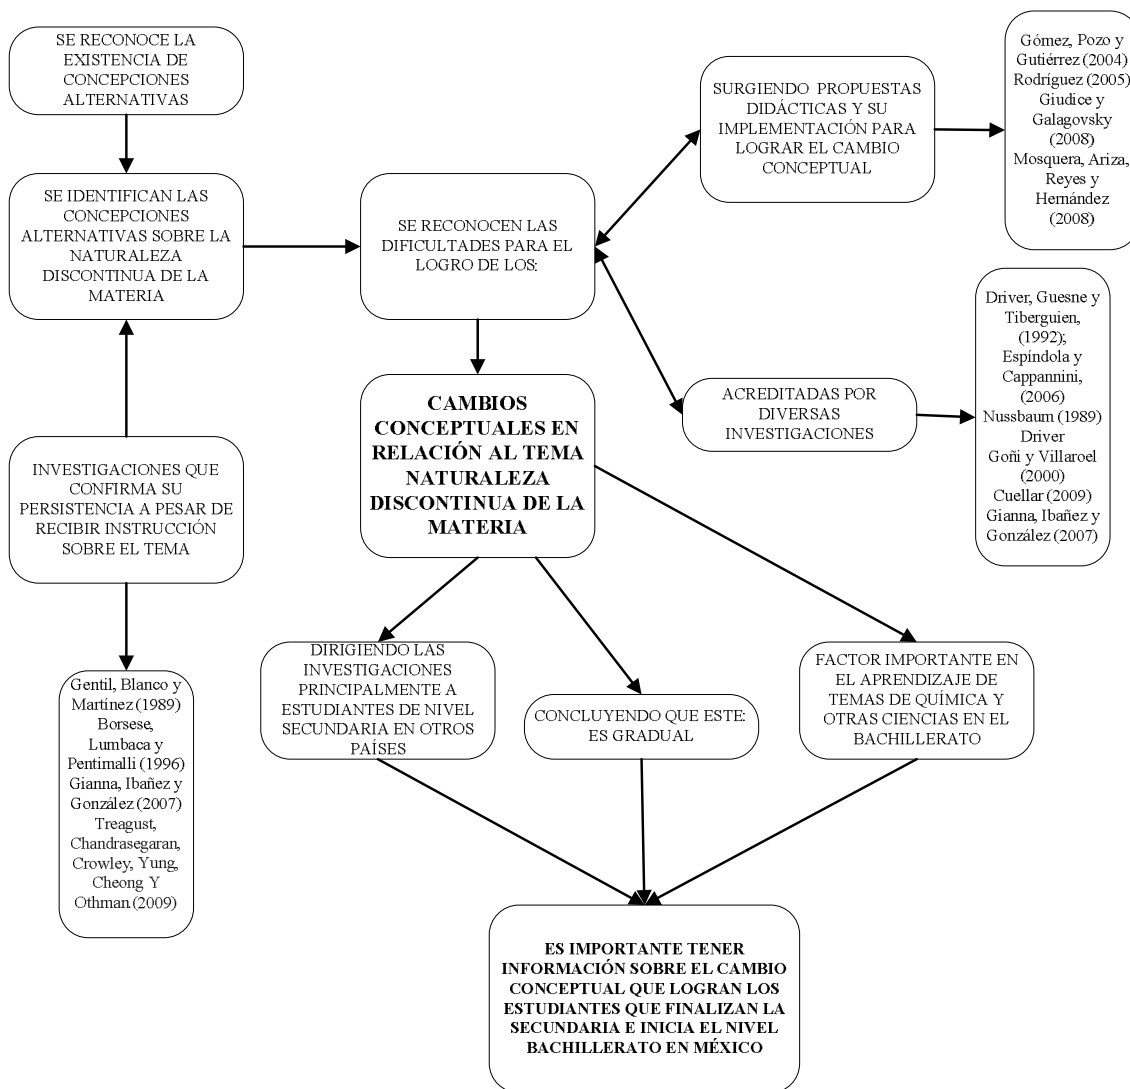 SE RECONOCE LA
EXISTENCIA DE
CONCEPCIONES
ALTERNATIVAS
SE IDENTIFICAN LAS
CONCEPCIONES
ALTERNATIVAS SOBRE LA
NATURALEZA
DISCONTINUA DE LA
MATERIA
INVESTIGACIONES QUE
CONFIRMA SU
PERSISTENCIA A PESAR DE
RECIBIR INSTRUCCIÓN
SOBRE EL TEMA
Gentil, Blanco y
Martínez (1989)
Borsese,
Lumbaca y
Pentimalli (1996)
Gianna, Ibañez y
González (2007)
Treagust,
Chandrasegaran,
Crowley, Yung,
Cheong Y
Othman (2009)
SE RECONOCEN LAS
DIFICULTADES PARA EL
LOGRO DE LOS:
SURGIENDO PROPUESTAS
DIDÁCTICAS Y SU
IMPLEMENTACIÓN PARA
LOGRAR EL CAMBIO
CONCEPTUAL
Gómez, Pozo y
Gutiérrez (2004)
Rodríguez (2005)
Giudice y
Galagovsky
(2008)
Mosquera, Ariza,
Reyes y
Hernández
(2008)
ACREDITADAS POR
DIVERSAS
INVESTIGACIONES
Driver, Guesne y
Tiberguien,
(1992);
Espíndola y
Cappannini,
(2006)
Nussbaum (1989)
Driver
Goñi y Villaroel
(2000)
Cuellar (2009)
Gianna, Ibañez y
González (2007)
CAMBIOS
CONCEPTUALES EN
RELACIÓN AL TEMA
NATURALEZA
DISCONTINUA DE LA
MATERIA
DIRIGIENDO LAS
INVESTIGACIONES
PRINCIPALMENTE A
ESTUDIANTES DE NIVEL
SECUNDARIA EN OTROS
PAÍSES
CONCLUYENDO QUE ESTE:
ES GRADUAL
FACTOR IMPORTANTE EN
EL APRENDIZAJE DE
TEMAS DE QUÍMICA Y
OTRAS CIENCIAS EN EL
BACHILLERATO
ES IMPORTANTE TENER
INFORMACIÓN SOBRE EL CAMBIO
CONCEPTUAL QUE LOGRAN LOS
ESTUDIANTES QUE FINALIZAN LA
SECUNDARIA E INICIA EL NIVEL
BACHILLERATO EN MÉXICO